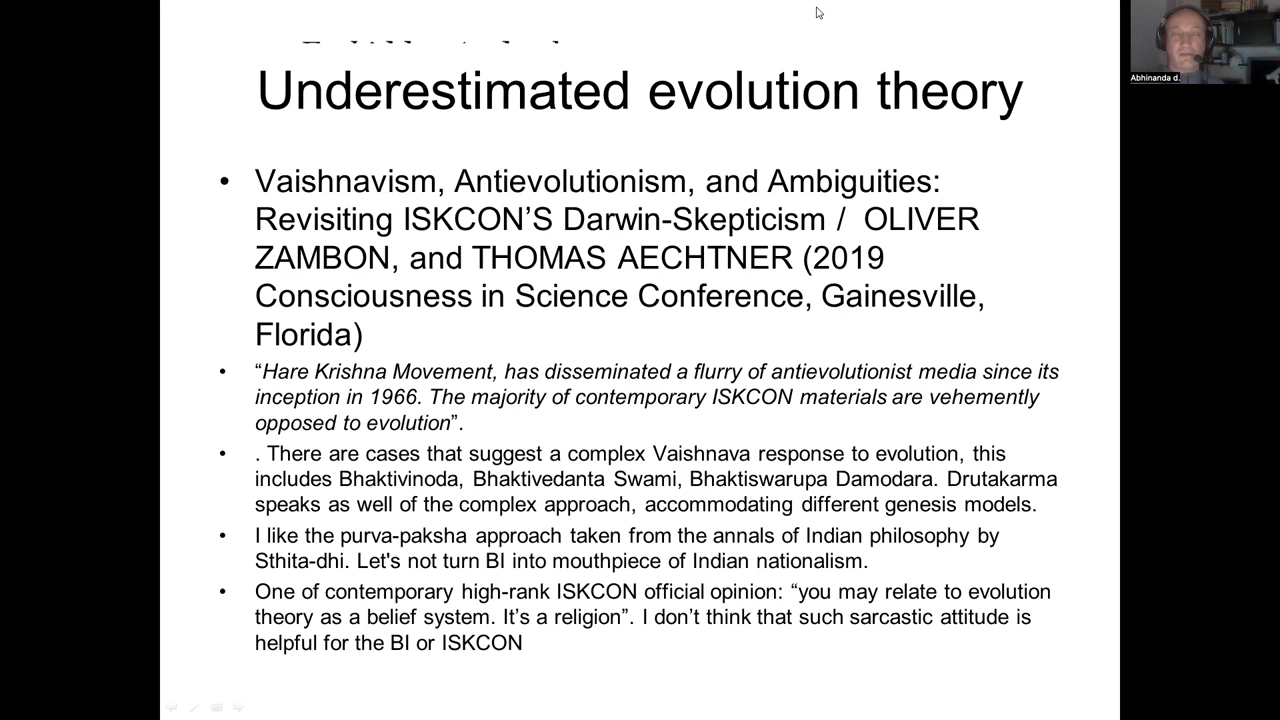 Underestimated evolution theory
• Vaishnavism, Antievolutionism, and Ambiguities:
Revisiting ISKCON’S Darwin-Skepticism / OLIVER
ZAMBON, and THOMAS AECHTNER (2019
Consciousness in Science Conference, Gainesville,
Florida)
• “Hare Krishna Movement, has disseminated a flurry of antievolutionist media since its
inception in 1966. The majority of contemporary ISKCON materials are vehemently
opposed to evolution”.
• . There are cases that suggest a complex Vaishnava response to evolution, this
includes Bhaktivinoda, Bhaktivedanta Swami, Bhaktiswarupa Damodara. Drutakarma
speaks as well of the complex approach, accommodating different genesis models.
• I like the purva-paksha approach taken from the annals of Indian philosophy by
Sthita-dhi. Let's not turn BI into mouthpiece of Indian nationalism.
• One of contemporary high-rank ISKCON official opinion: “you may relate to evolution
theory as a belief system. It’s a religion”. I don’t think that such sarcastic attitude is
helpful for the BI or ISKCON
Abhinanda d.